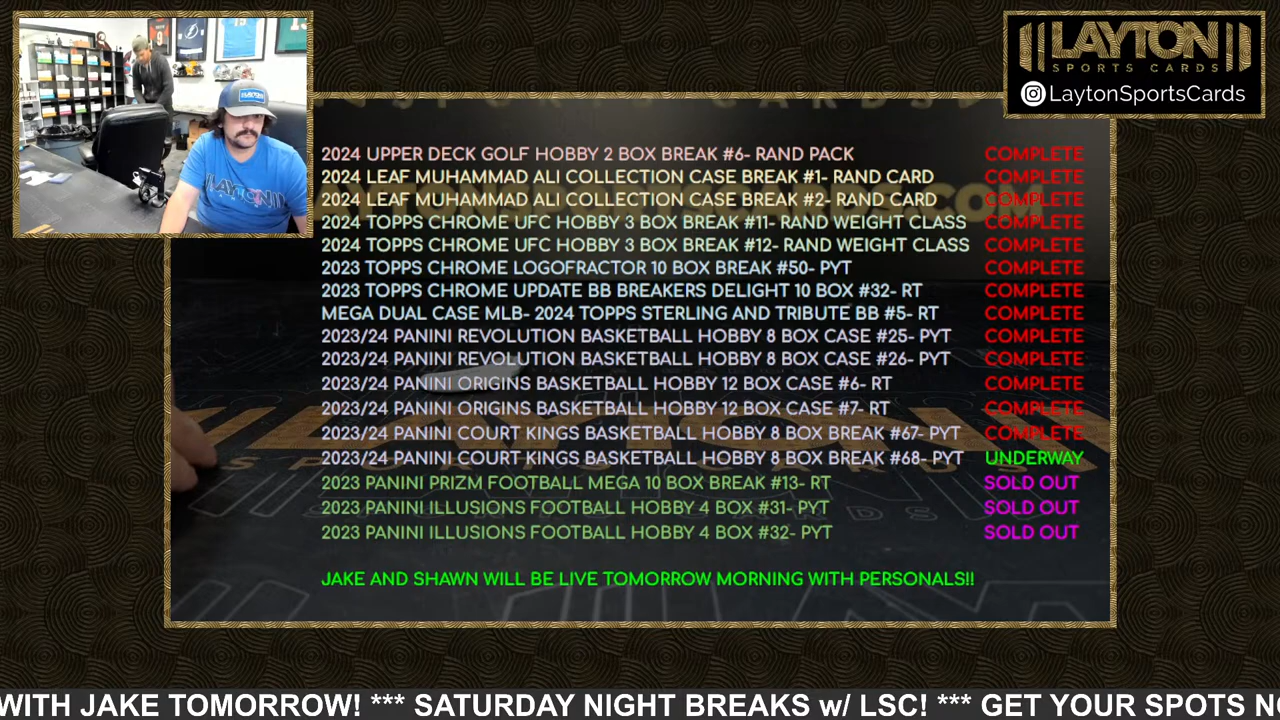 LAYTON
SPORTS CARDS
LaytonSportsCards
2024 UPPER DECK GOLF HOBBY 2 BOX BREAK #6- RAND PACK COMPLETE
2024 LEAF MUHAMMAD ALI COLLECTION CASE BREAK #1- RAND CARD COMPLETE
2024 LEAF MUHAMMAD ALI COLLECTION CASE BREAK #2- RAND CARD COMPLETE
2024 TOPPS CHROME UFC HOBBY 3 BOX BREAK #11- RAND WEIGHT CLASS COMPLETE
2024 TOPPS CHROME UFC HOBBY 3 BOX BREAK #12- RAND WEIGHT CLASS COMPLETE
2023 TOPPS CHROME LOGOFRACTOR 10 BOX BREAK #50- PYT COMPLETE
2023 TOPPS CHROME UPDATE BB BREAKERS DELIGHT 10 BOX #32- RT COMPLETE
MEGA DUAL CASE MLB- 2024 TOPPS STERLING AND TRIBUTE BB #5- RT COMPLETE
2023/24 PANINI REVOLUTION BASKETBALL HOBBY 8 BOX CASE #25- PYT COMPLETE
2023/24 PANINI REVOLUTION BASKETBALL HOBBY 8 BOX CASE #26- PYT COMPLETE
2023/24 PANINI ORIGINS BASKETBALL HOBBY 12 BOX CASE #6- RT COMPLETE
2023/24 PANINI ORIGINS BASKETBALL HOBBY 12 BOX CASE #7- RT COMPLETE
2023/24 PANINI COURT KINGS BASKETBALL HOBBY 8 BOX BREAK #67- PYT COMPLETE
2023/24 PANINI COURT KINGS BASKETBALL HOBBY 8 BOX BREAK #68- PYT UNDERWAY
2023 PANINI PRIZM FOOTBALL MEGA 10 BOX BREAK #13- RT SOLD OUT
2023 PANINI ILLUSIONS FOOTBALL HOBBY 4 BOX #31- PYT SOLD OUT
2023 PANINI ILLUSIONS FOOTBALL HOBBY 4 BOX #32- PYT SOLD OUT
JAKE AND SHAWN WILL BE LIVE TOMORROW MORNING WITH PERSONALS!!
WITH JAKE TOMORROW! *** SATURDAY NIGHT BREAKS w/ LSC! *** GET YOUR SPOTS